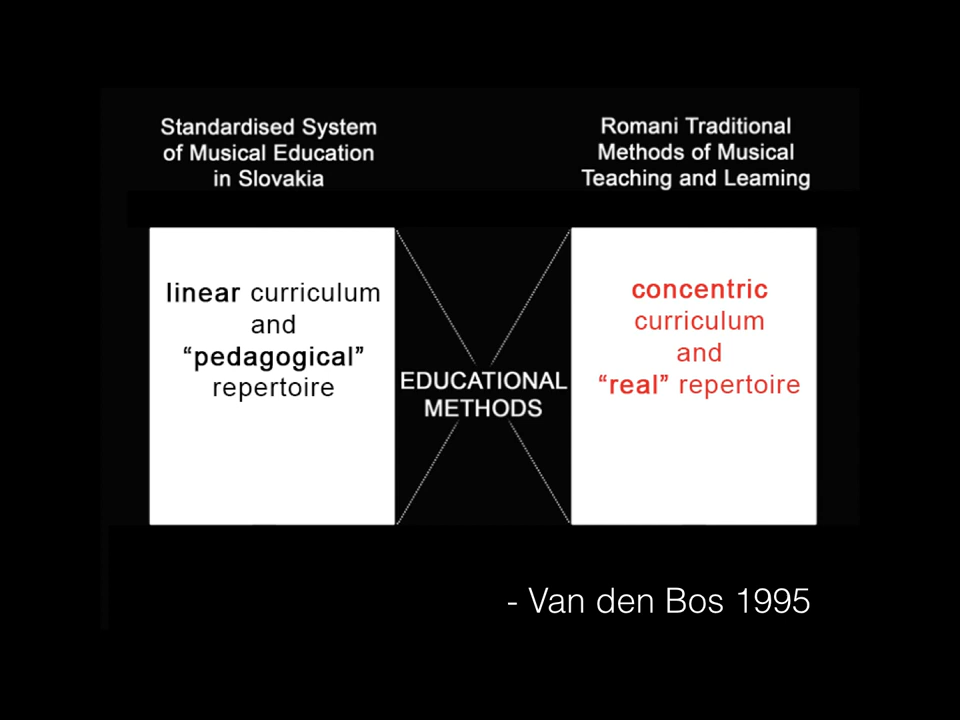 Standardised System
of Musical Education
in Slovakia
Romani Traditional
Methods of Musical
Teaching and Learning
linear curriculum
and
“pedagogical”
repertoire
EDUCATIONAL
METHODS
concentric
curriculum
and
“real” repertoire
- Van den Bos 1995